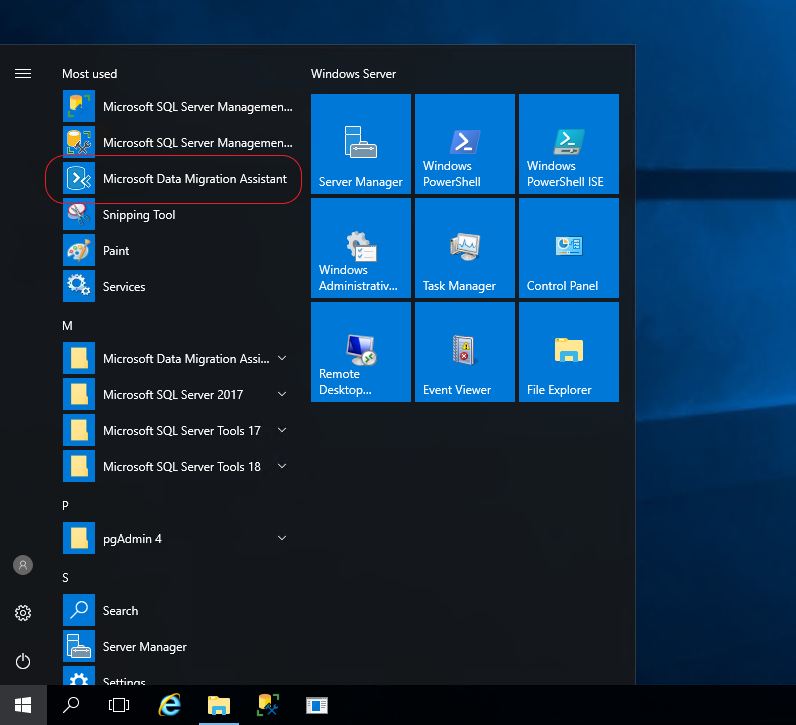 Most used
Microsoft SQL Server Managemen...
Microsoft SQL Server Managemen...
Microsoft Data Migration Assistant
Snipping Tool
Paint
Services
M
Microsoft Data Migration Assi...
Microsoft SQL Server 2017
Microsoft SQL Server Tools 17
Microsoft SQL Server Tools 18
P
pgAdmin 4
S
Search
Server Manager
Settings
Windows Server
Server Manager
Windows
PowerShell
Windows
PowerShell ISE
Windows
Administrativ...
Task Manager
Control Panel
Remote
Desktop...
Event Viewer
File Explorer